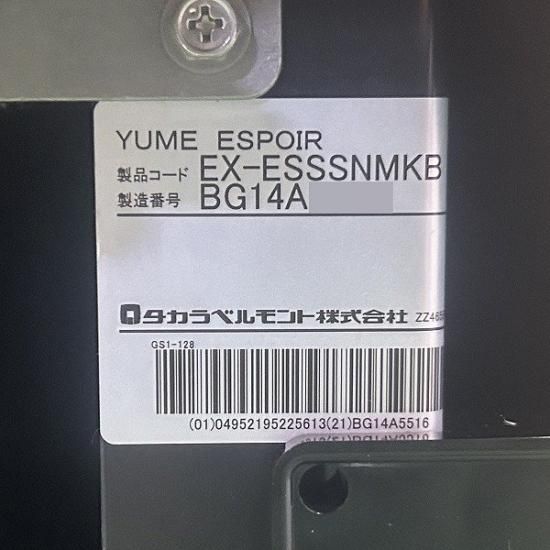 YUME ESPOIR
製品コード EX-ESSSNMKB
製造番号 BG14A
タカラベルモント株式会社 ZZ465
GS1-128
(01)04952195225613(21)BG14A5516